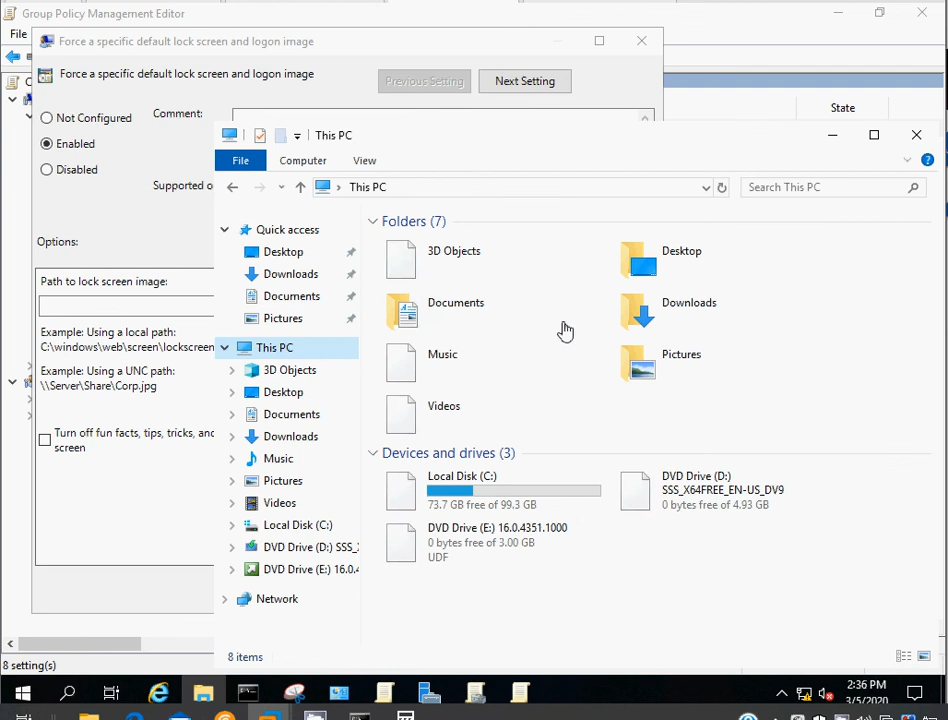 Group Policy Management Editor
File
Force a specific default lock screen and logon image
Force a specific default lock screen and logon image
Previous Setting
Next Setting
Not Configured
Comment:
Enabled
Disabled
Supported o
State
Options:
Path to lock screen image:
Example: Using a local path:
C:\windows\web\screen\lockscreen
Example: Using a UNC path:
\\Server\Share\Corp.jpg
Turn off fun facts, tips, tricks, and
screen
8 setting(s)
This PC
File
Computer
View
This PC
Search This PC
Quick access
Desktop
Downloads
Documents
Pictures
This PC
3D Objects
Desktop
Documents
Downloads
Music
Pictures
Videos
Local Disk (C:)
DVD Drive (D:) SSS_
DVD Drive (E:) 16.0.4
Network
Folders (7)
3D Objects
Desktop
Documents
Downloads
Music
Pictures
Videos
Devices and drives (3)
Local Disk (C:)
73.7 GB free of 99.3 GB
DVD Drive (D:)
SSS_X64FREE_EN-US_DV9
0 bytes free of 4.93 GB
DVD Drive (E:) 16.0.4351.1000
0 bytes free of 3.00 GB
UDF
8 items
2:36 PM
3/5/2020